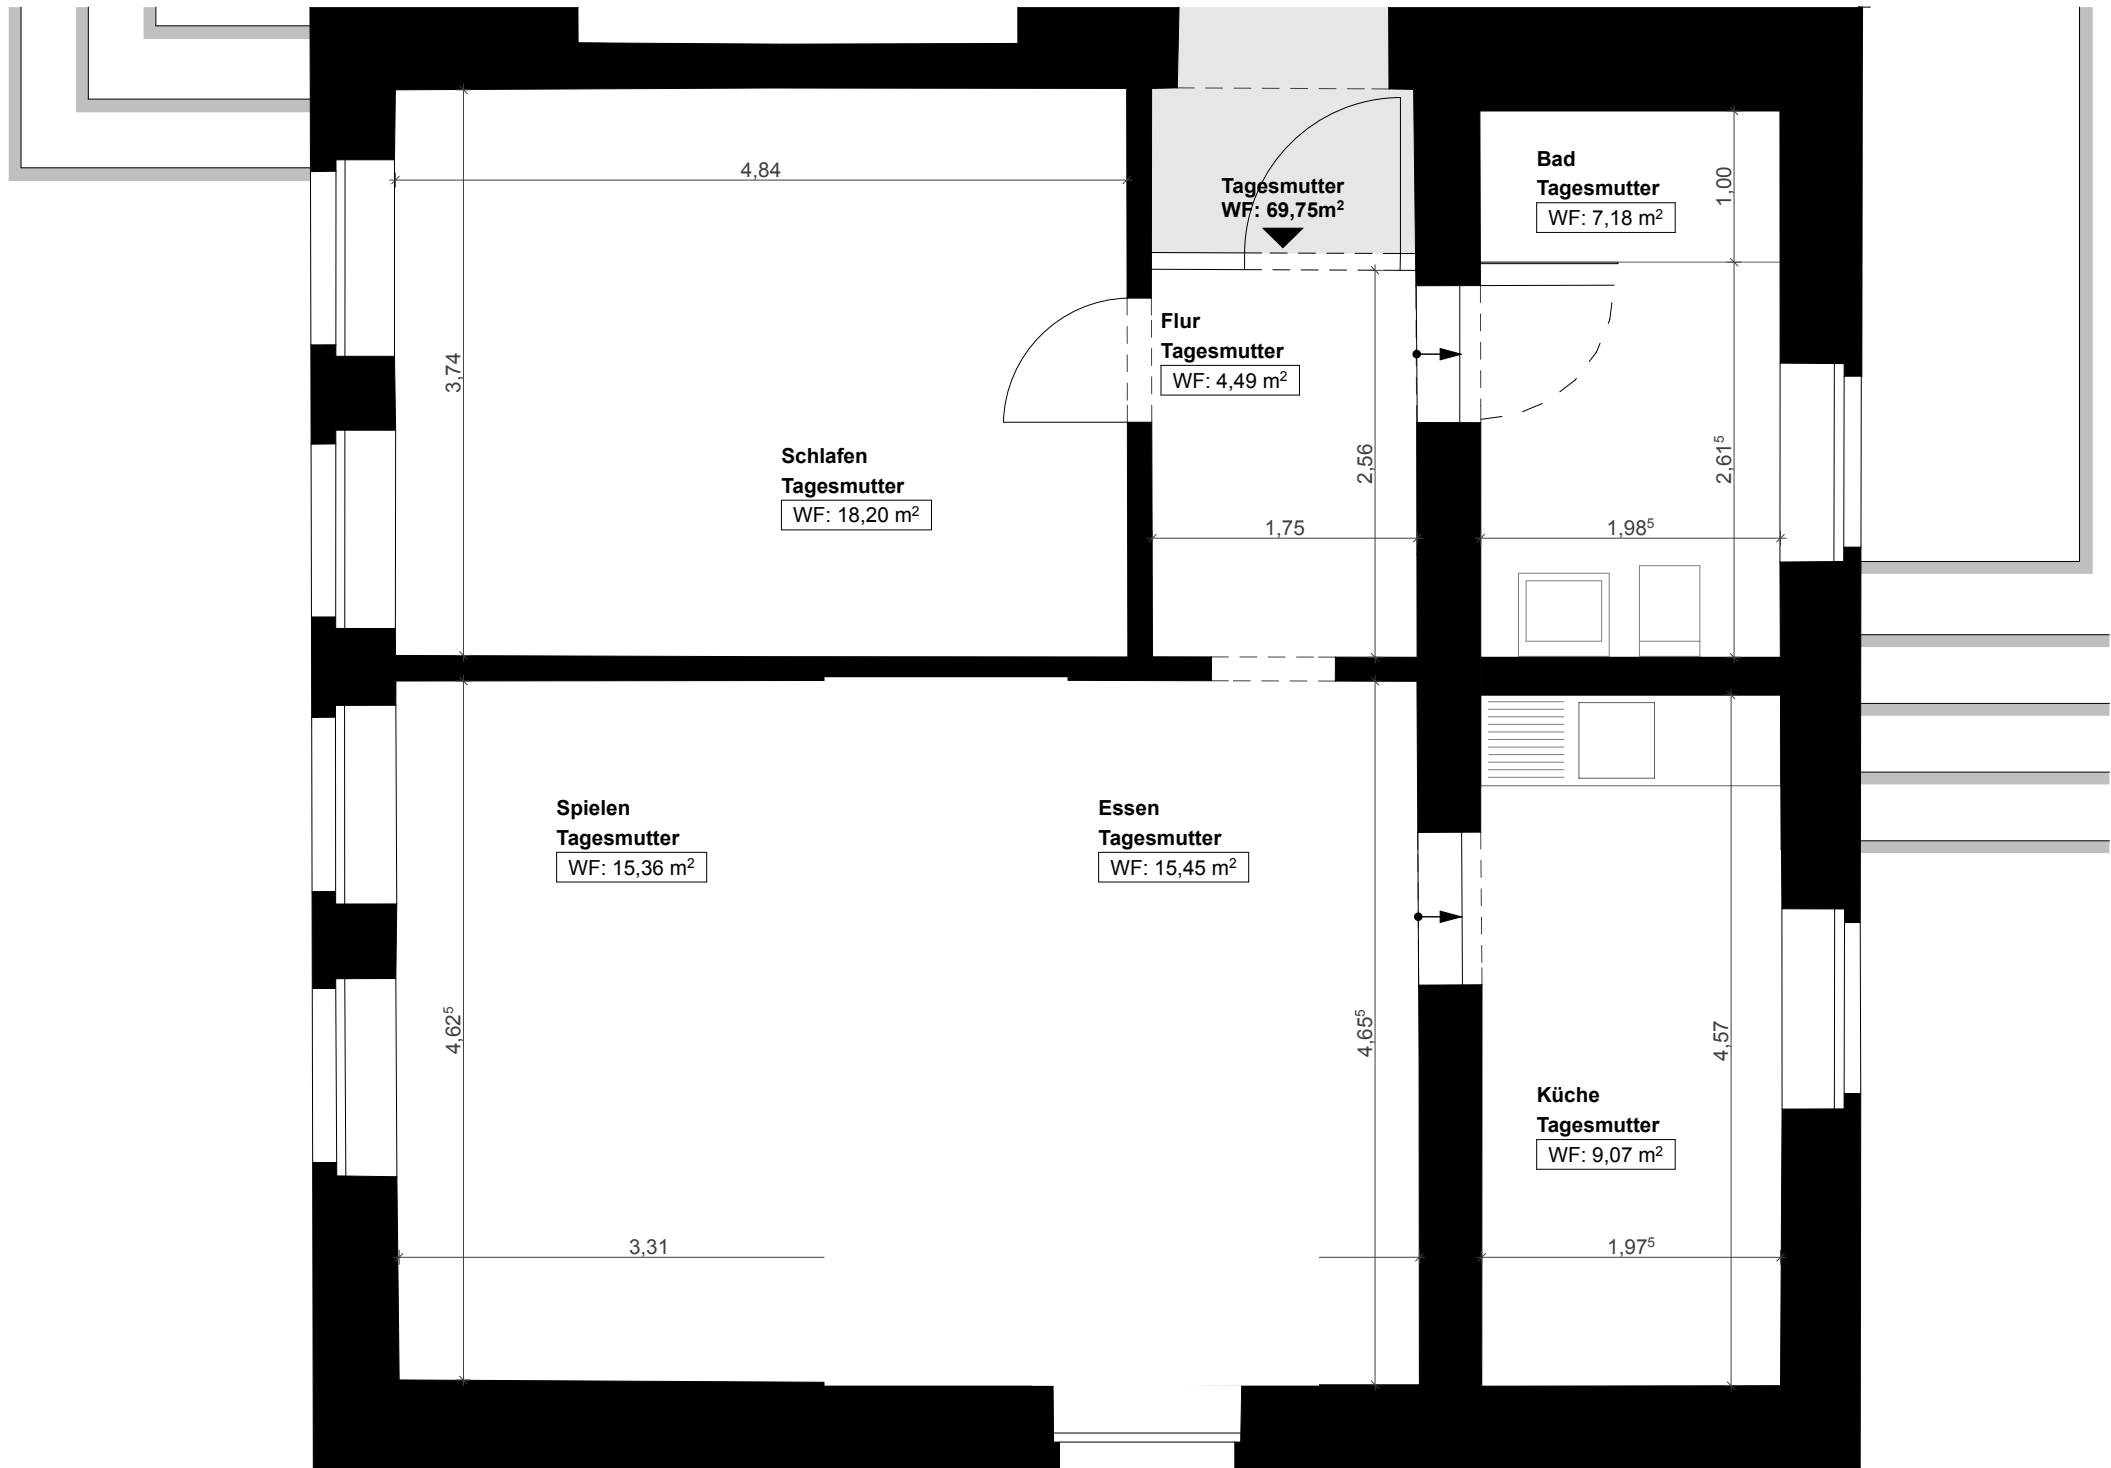 4,84
3,74
Schlafen
Tagesmutter
WF: 18,20 m²
Tagesmutter
WF: 69,75m²
Flur
Tagesmutter
WF: 4,49 m²
2,56
1,75
Bad
Tagesmutter
WF: 7,18 m²
1,00
2,61⁵
1,98⁵
Spielen
Tagesmutter
WF: 15,36 m²
4,62⁵
3,31
Essen
Tagesmutter
WF: 15,45 m²
4,65⁵
Küche
Tagesmutter
WF: 9,07 m²
4,57
1,97⁵